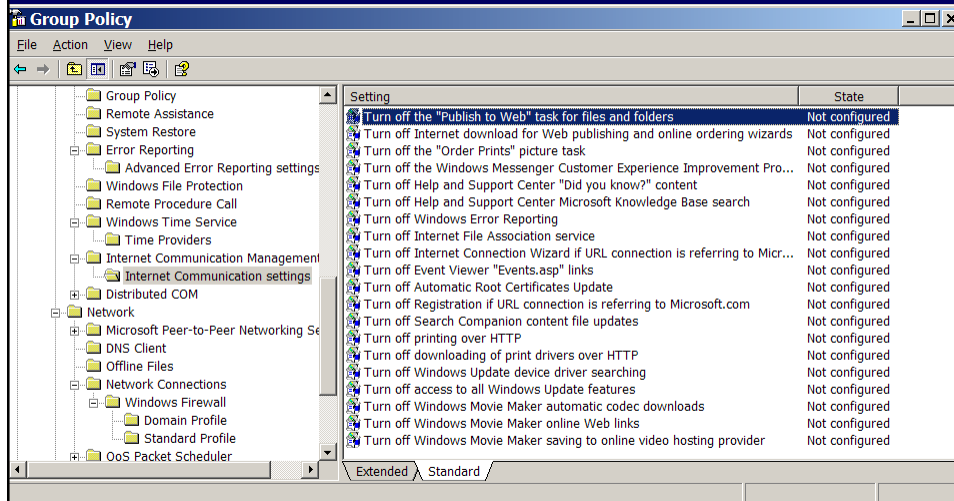 Group Policy
File Action View Help
Group Policy
Remote Assistance
System Restore
Error Reporting
Advanced Error Reporting settings
Windows File Protection
Remote Procedure Call
Windows Time Service
Time Providers
Internet Communication Management
Internet Communication settings
Distributed COM
Network
Microsoft Peer-to-Peer Networking Se
DNS Client
Offline Files
Network Connections
Windows Firewall
Domain Profile
Standard Profile
QoS Packet Scheduler
Setting State
Turn off the "Publish to Web" task for files and folders Not configured
Turn off Internet download for Web publishing and online ordering wizards Not configured
Turn off the "Order Prints" picture task Not configured
Turn off the Windows Messenger Customer Experience Improvement Pro... Not configured
Turn off Help and Support Center "Did you know?" content Not configured
Turn off Help and Support Center Microsoft Knowledge Base search Not configured
Turn off Windows Error Reporting Not configured
Turn off Internet File Association service Not configured
Turn off Internet Connection Wizard if URL connection is referring to Micr... Not configured
Turn off Event Viewer "Events.asp" links Not configured
Turn off Automatic Root Certificates Update Not configured
Turn off Registration if URL connection is referring to Microsoft.com Not configured
Turn off Search Companion content file updates Not configured
Turn off printing over HTTP Not configured
Turn off downloading of print drivers over HTTP Not configured
Turn off Windows Update device driver searching Not configured
Turn off access to all Windows Update features Not configured
Turn off Windows Movie Maker automatic codec downloads Not configured
Turn off Windows Movie Maker online Web links Not configured
Turn off Windows Movie Maker saving to online video hosting provider Not configured
Extended Standard